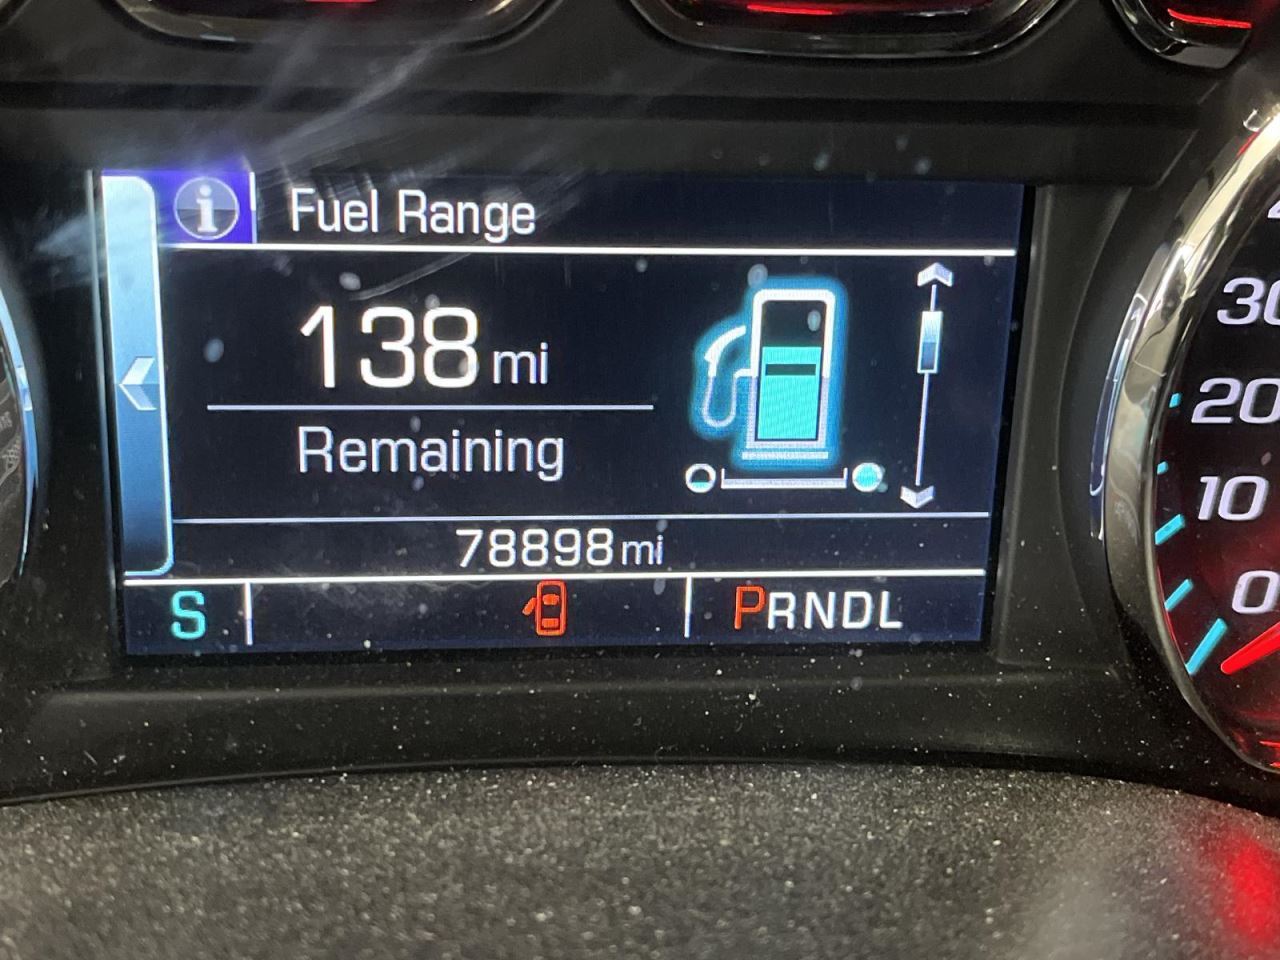 i Fuel Range
138 mi
Remaining
78898 mi
S PRNDL
30
20
10
0